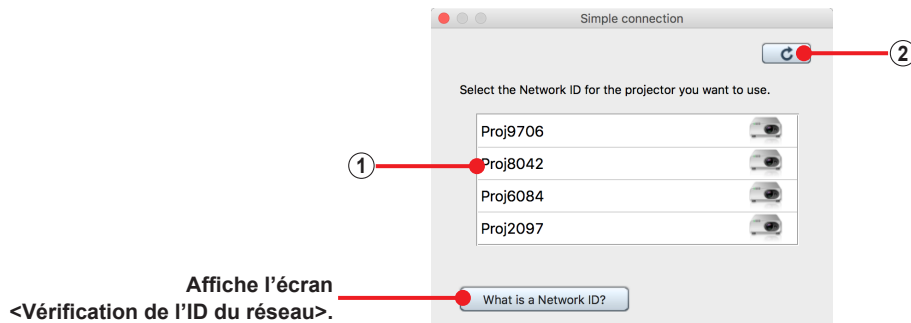 Simple connection
2
Select the Network ID for the projector you want to use.
Proj9706
1
Proj8042
Proj6084
Proj2097
Affiche l’écran
<Vérification de l’ID du réseau>.
What is a Network ID?